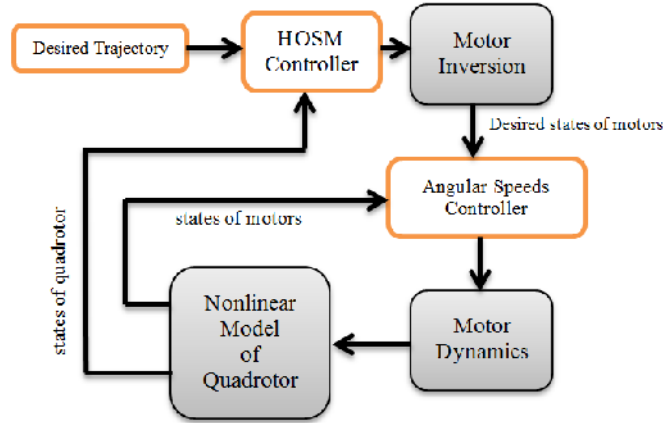 Desired Trajectory
HOSM
Controller
Motor
Inversion
Desired states of motors
Angular Speeds
Controller
states of motors
states of quadrotor
Nonlinear
Model
of
Quadrotor
Motor
Dynamics